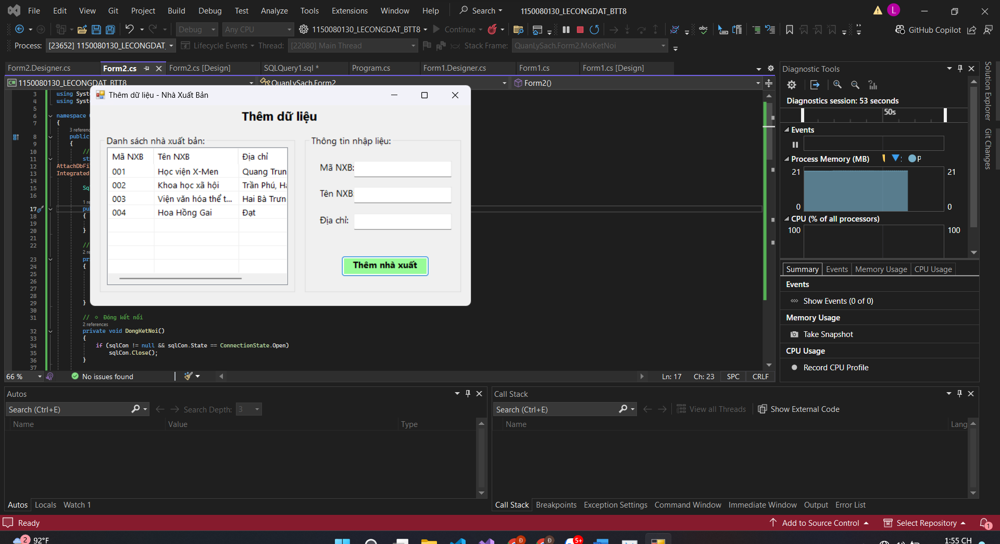 File Edit View Git Project Build Debug Test Analyze Tools Extensions Window Help Search 1150080130_LECONGDAT_BTT8 L
Debug Any CPU 1150080130_LECONGDAT_BTT8 Continue GitHub Copilot
Process: [23652] 1150080130_LECONGDAT_ Lifecycle Events Thread: [22080] Main Thread Stack Frame: QuanLySach.Form2.MoKetNoi
Form2.Designer.cs Form2.cs Form2.cs [Design] SQLQuery1.sql * Program.cs Form1.Designer.cs Form1.cs Form1.cs [Design]
1150080130_LECONGDAT_BTT8 QuanLySach.Form2 Form2()
3 using Syst
4 using Syst
5
6 namespace
7 {
3 referenc
8 public
9 {
10 //
11 st
12 AttachDbFil
13 Integrated
14
15 Sql
16
1 re
17 pu
18 {
19
20 }
21
22 //
2 re
23 pr
24 {
25
26
27
28
29 }
30
31 // Đóng kết nối
2 references
32 private void DongKetNoi()
33 {
34 if (sqlCon != null && sqlCon.State == ConnectionState.Open)
35 sqlCon.Close();
36 }
37
Thêm dữ liệu - Nhà Xuất Bản
Thêm dữ liệu
Danh sách nhà xuất bản:
Mã NXB Tên NXB Địa chỉ
001 Học viện X-Men Quang Trun
002 Khoa học xã hội Trần Phú, Hà
003 Viện văn hóa thể t... Hai Bà Trưn
004 Hoa Hồng Gai Đạt
Thông tin nhập liệu:
Mã NXB:
Tên NXB
Địa chỉ:
Thêm nhà xuất
66 % No issues found Ln: 17 Ch: 23 SPC CRLF
Diagnostic Tools
Diagnostics session: 53 seconds
50s
Events
Process Memory (MB) P
21 21
0 0
CPU (% of all processors)
100 100
Summary Events Memory Usage CPU Usage
Events
Show Events (0 of 0)
Memory Usage
Take Snapshot
CPU Usage
Record CPU Profile
Solution Explorer
Git Changes
Autos
Search (Ctrl+E) Search Depth: 3
Name Value Type
Autos Locals Watch 1
Call Stack
Search (Ctrl+E) View all Threads Show External Code
Name Lang
Call Stack Breakpoints Exception Settings Command Window Immediate Window Output Error List
Ready Add to Source Control Select Repository 1
2 92°F Đ Đ 5+ 1:55 CH